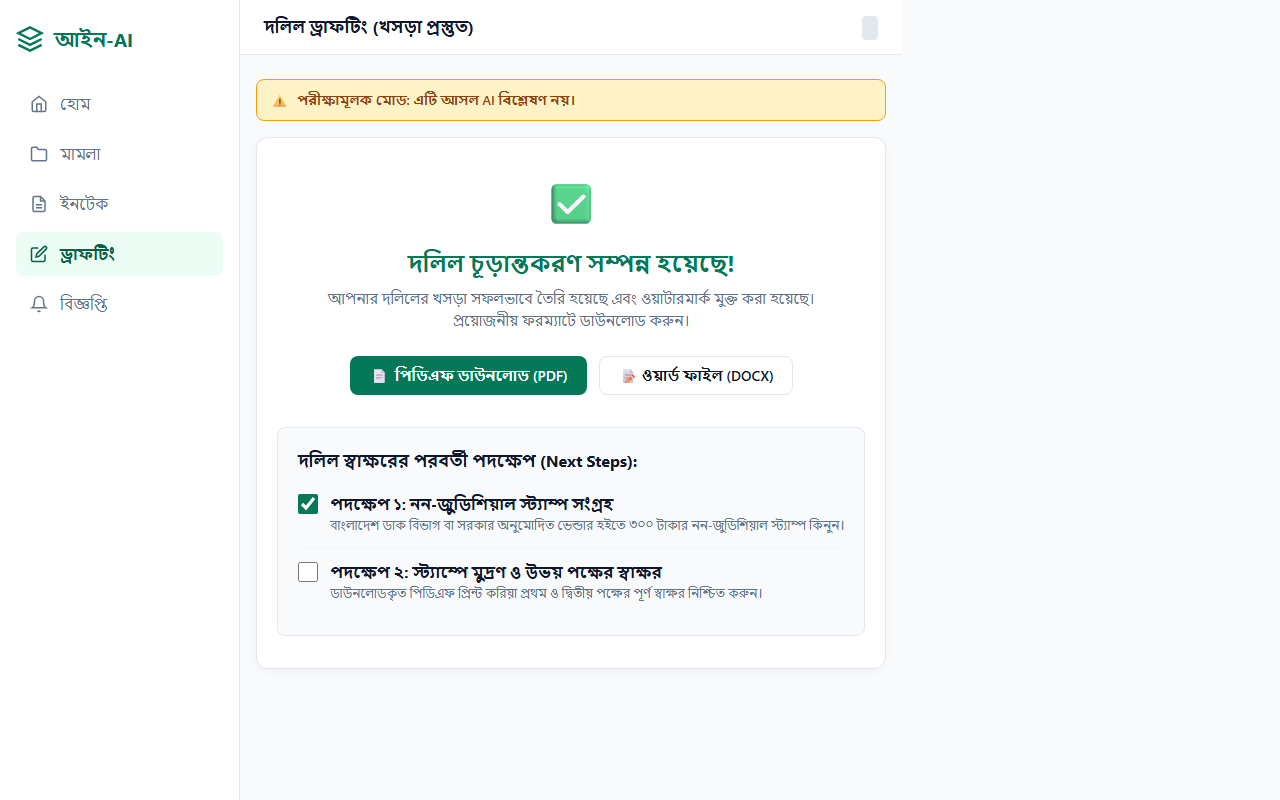 আইন-AI
হোম
মামলা
ইনটেক
ড্রাফটিং
বিজ্ঞপ্তি
দলিল ড্রাফটিং (খসড়া প্রস্তুত)
পরীক্ষামূলক মোড: এটি আসল AI বিশ্লেষণ নয়।
দলিল চূড়ান্তকরণ সম্পন্ন হয়েছে!
আপনার দলিলের খসড়া সফলভাবে তৈরি হয়েছে এবং ওয়াটারমার্ক মুক্ত করা হয়েছে।
প্রয়োজনীয় ফরম্যাটে ডাউনলোড করুন।
পিডিএফ ডাউনলোড (PDF)
ওয়ার্ড ফাইল (DOCX)
দলিল স্বাক্ষরের পরবর্তী পদক্ষেপ (Next Steps):
পদক্ষেপ ১: নন-জুডিশিয়াল স্ট্যাম্প সংগ্রহ
বাংলাদেশ ডাক বিভাগ বা সরকার অনুমোদিত ভেন্ডার হইতে ৩০০ টাকার নন-জুডিশিয়াল স্ট্যাম্প কিনুন।
পদক্ষেপ ২: স্ট্যাম্পে মুদ্রণ ও উভয় পক্ষের স্বাক্ষর
ডাউনলোডকৃত পিডিএফ প্রিন্ট করিয়া প্রথম ও দ্বিতীয় পক্ষের পূর্ণ স্বাক্ষর নিশ্চিত করুন।